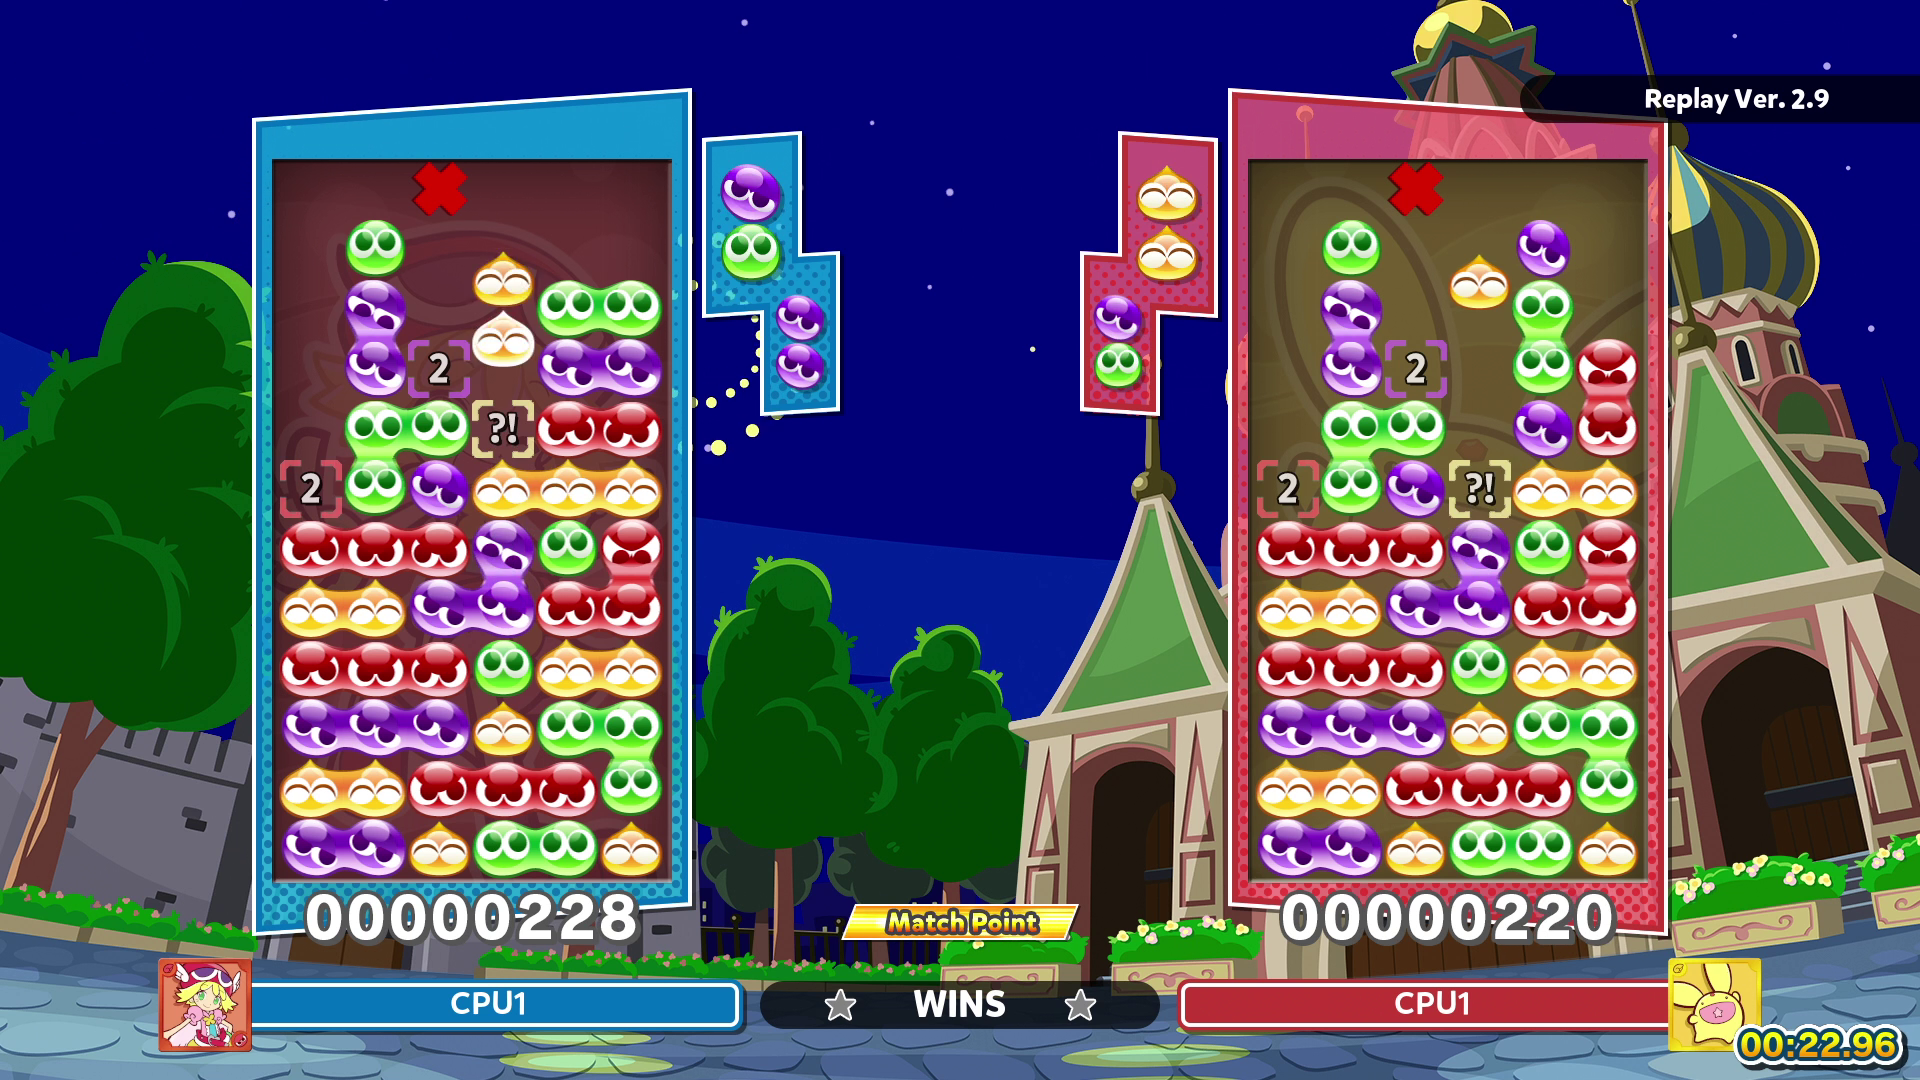 Replay Ver. 2.9
2
2
?!
?!
2
2
00000228
Match Point
00000220
CPU1
WINS
CPU1
00:22.96